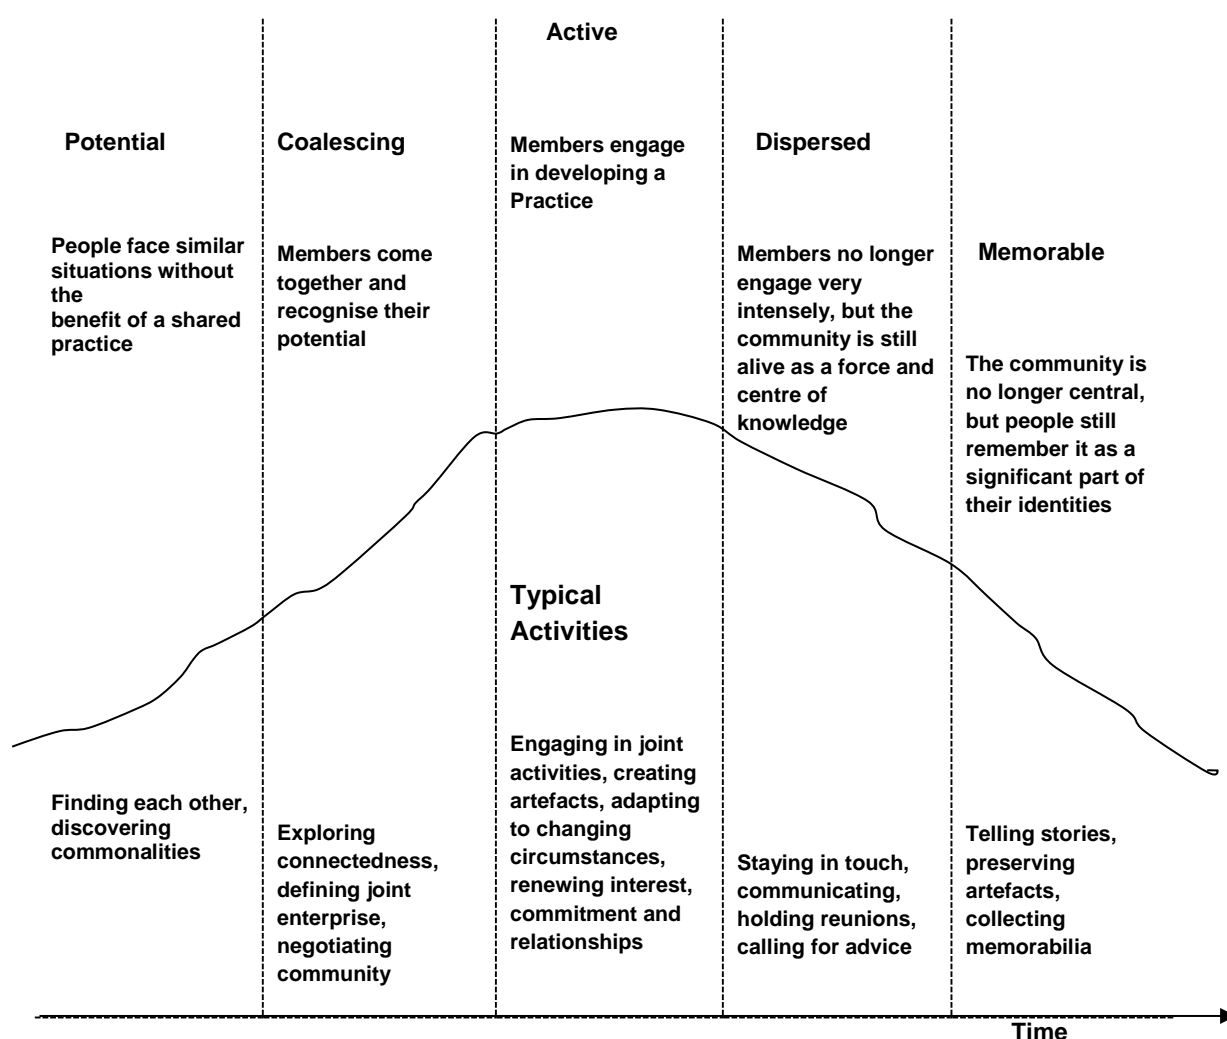 Active
Potential
People face similar
situations without
the
benefit of a shared
practice
Coalescing
Members come
together and
recognise their
potential
Members engage
in developing a
Practice
Dispersed
Members no longer
engage very
intensely, but the
community is still
alive as a force and
centre of
knowledge
Memorable
The community is
no longer central,
but people still
remember it as a
significant part of
their identities
Typical
Activities
Finding each other,
discovering
commonalities
Exploring
connectedness,
defining joint
enterprise,
negotiating
community
Engaging in joint
activities, creating
artefacts, adapting
to changing
circumstances,
renewing interest,
commitment and
relationships
Staying in touch,
communicating,
holding reunions,
calling for advice
Telling stories,
preserving
artefacts,
collecting
memorabilia
Time